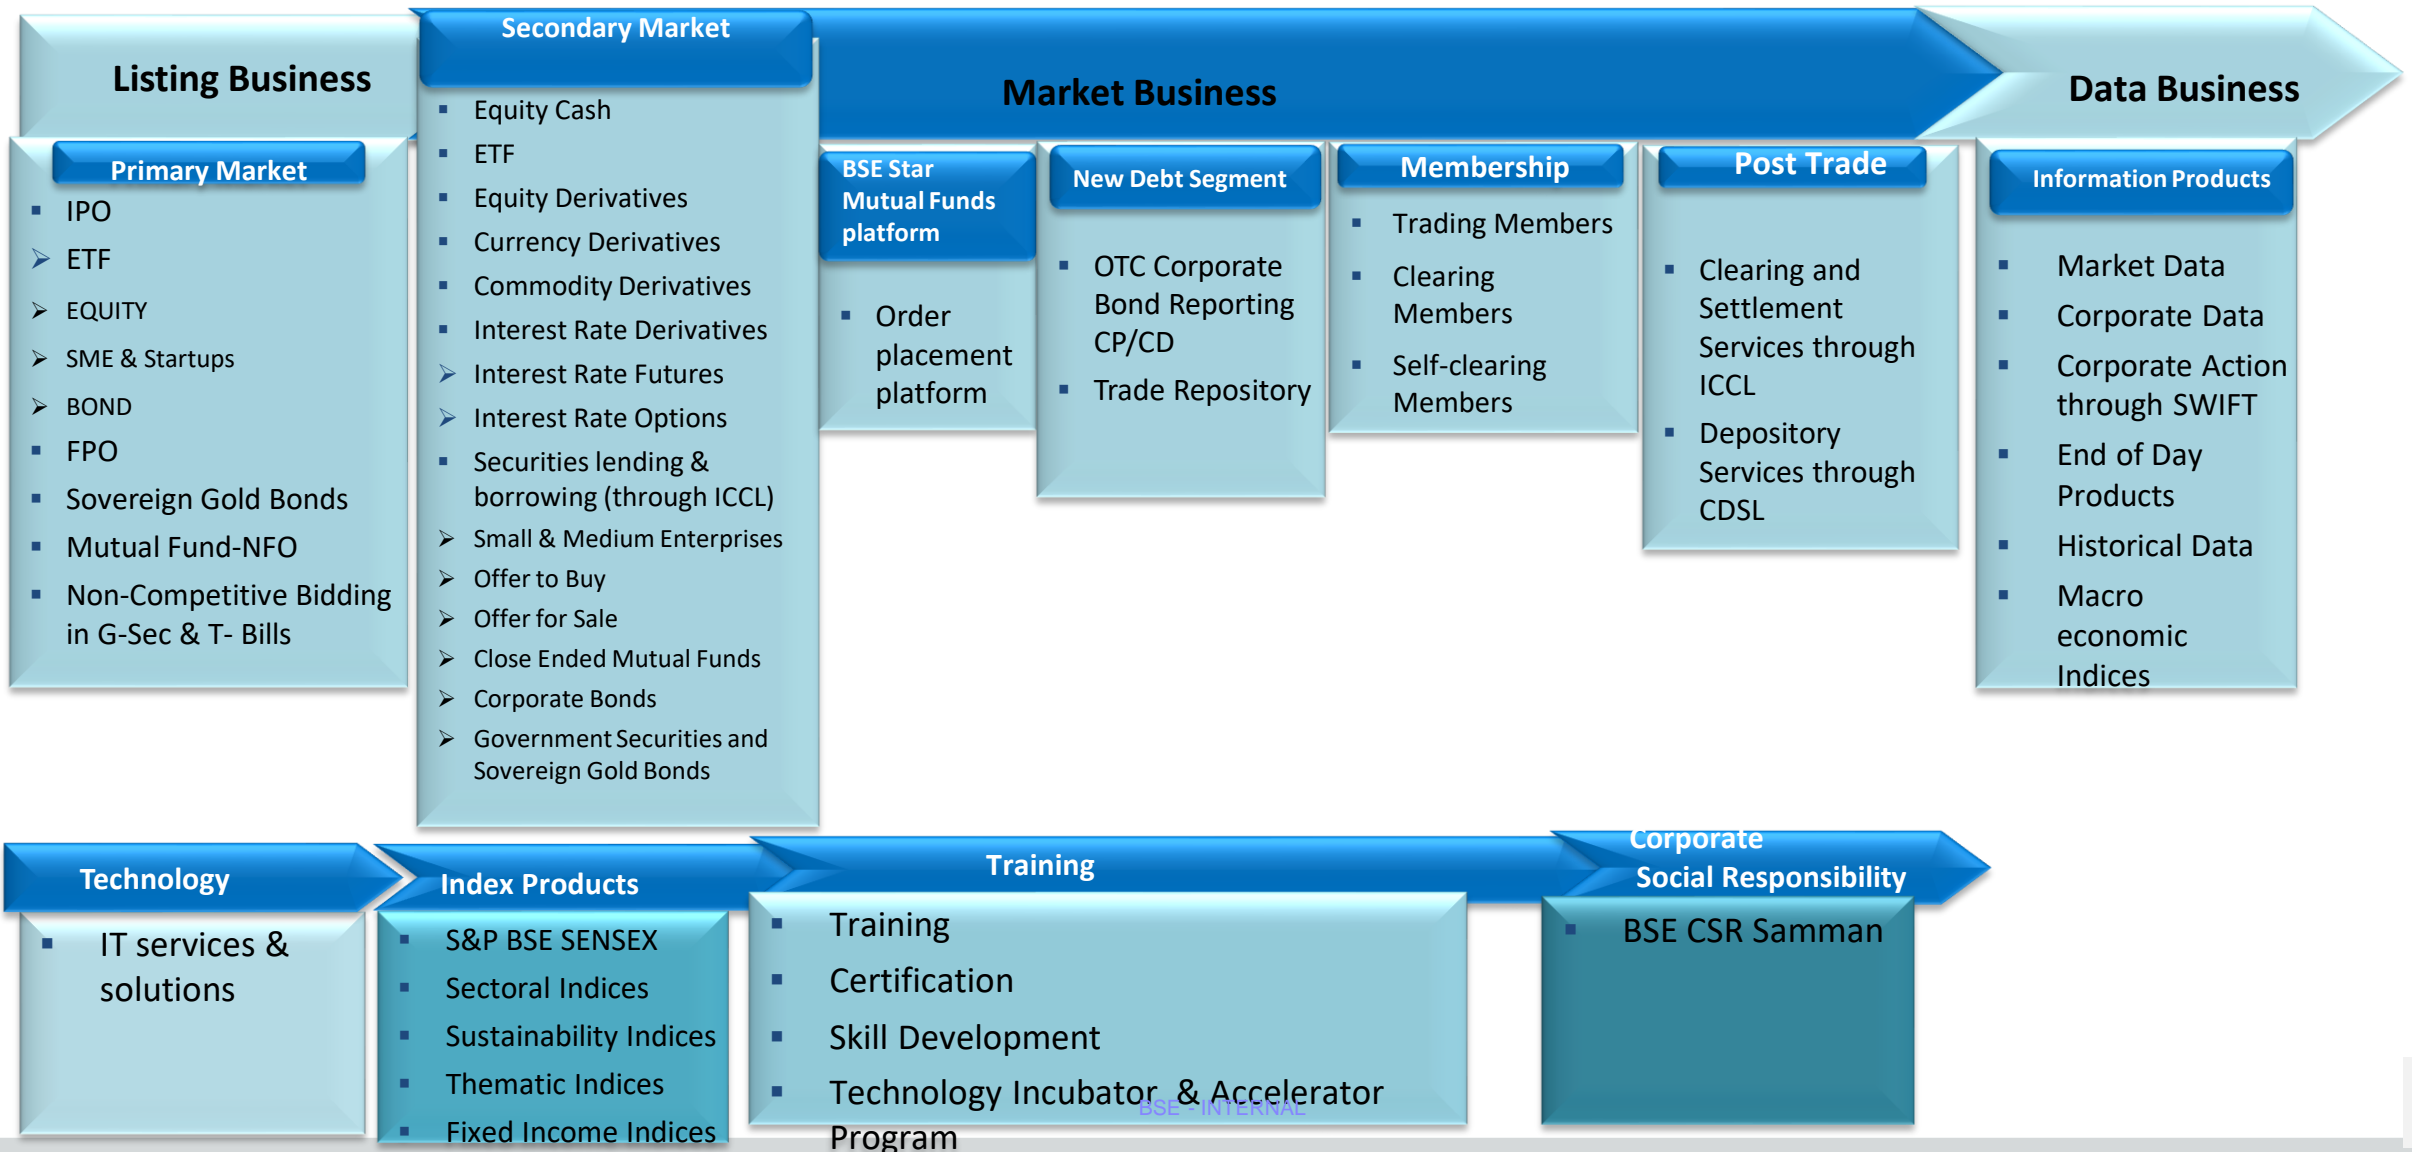 Listing Business
Primary Market
IPO
ETF
EQUITY
SME & Startups
BOND
FPO
Sovereign Gold Bonds
Mutual Fund-NFO
Non-Competitive Bidding
in G-Sec & T- Bills
Secondary Market
Equity Cash
ETF
Equity Derivatives
Currency Derivatives
Commodity Derivatives
Interest Rate Derivatives
Interest Rate Futures
Interest Rate Options
Securities lending &
borrowing (through ICCL)
Small & Medium Enterprises
Offer to Buy
Offer for Sale
Close Ended Mutual Funds
Corporate Bonds
Government Securities and
Sovereign Gold Bonds
Market Business
BSE Star
Mutual Funds
platform
Order
placement
platform
New Debt Segment
OTC Corporate
Bond Reporting
CP/CD
Trade Repository
Membership
Trading Members
Clearing
Members
Self-clearing
Members
Post Trade
Clearing and
Settlement
Services through
ICCL
Depository
Services through
CDSL
Data Business
Information Products
Market Data
Corporate Data
Corporate Action
through SWIFT
End of Day
Products
Historical Data
Macro
economic
Indices
Technology
IT services &
solutions
Index Products
S&P BSE SENSEX
Sectoral Indices
Sustainability Indices
Thematic Indices
Fixed Income Indices
Training
Training
Certification
Skill Development
Technology Incubator & Accelerator
Program
BSE - INTERNAL
Corporate
Social Responsibility
BSE CSR Samman